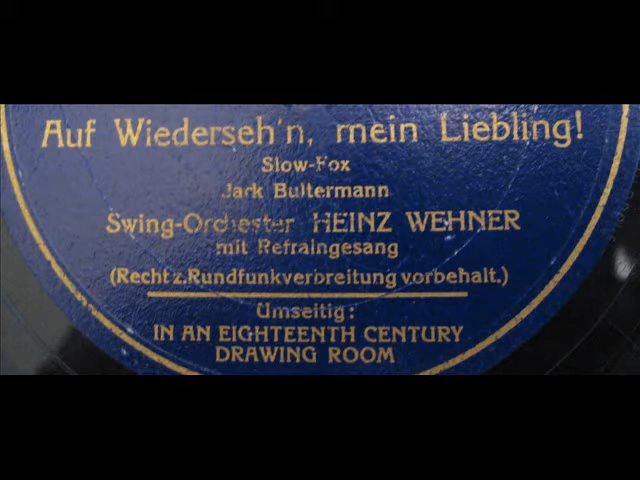 Auf Wiederseh'n, mein Liebling!
Slow-Fox
Jack Bultermann
Swing-Orchester HEINZ WEHNER
mit Refraingesang
(Recht z. Rundfunkverbreitung vorbehalt.)
Umseitig:
IN AN EIGHTEENTH CENTURY
DRAWING ROOM